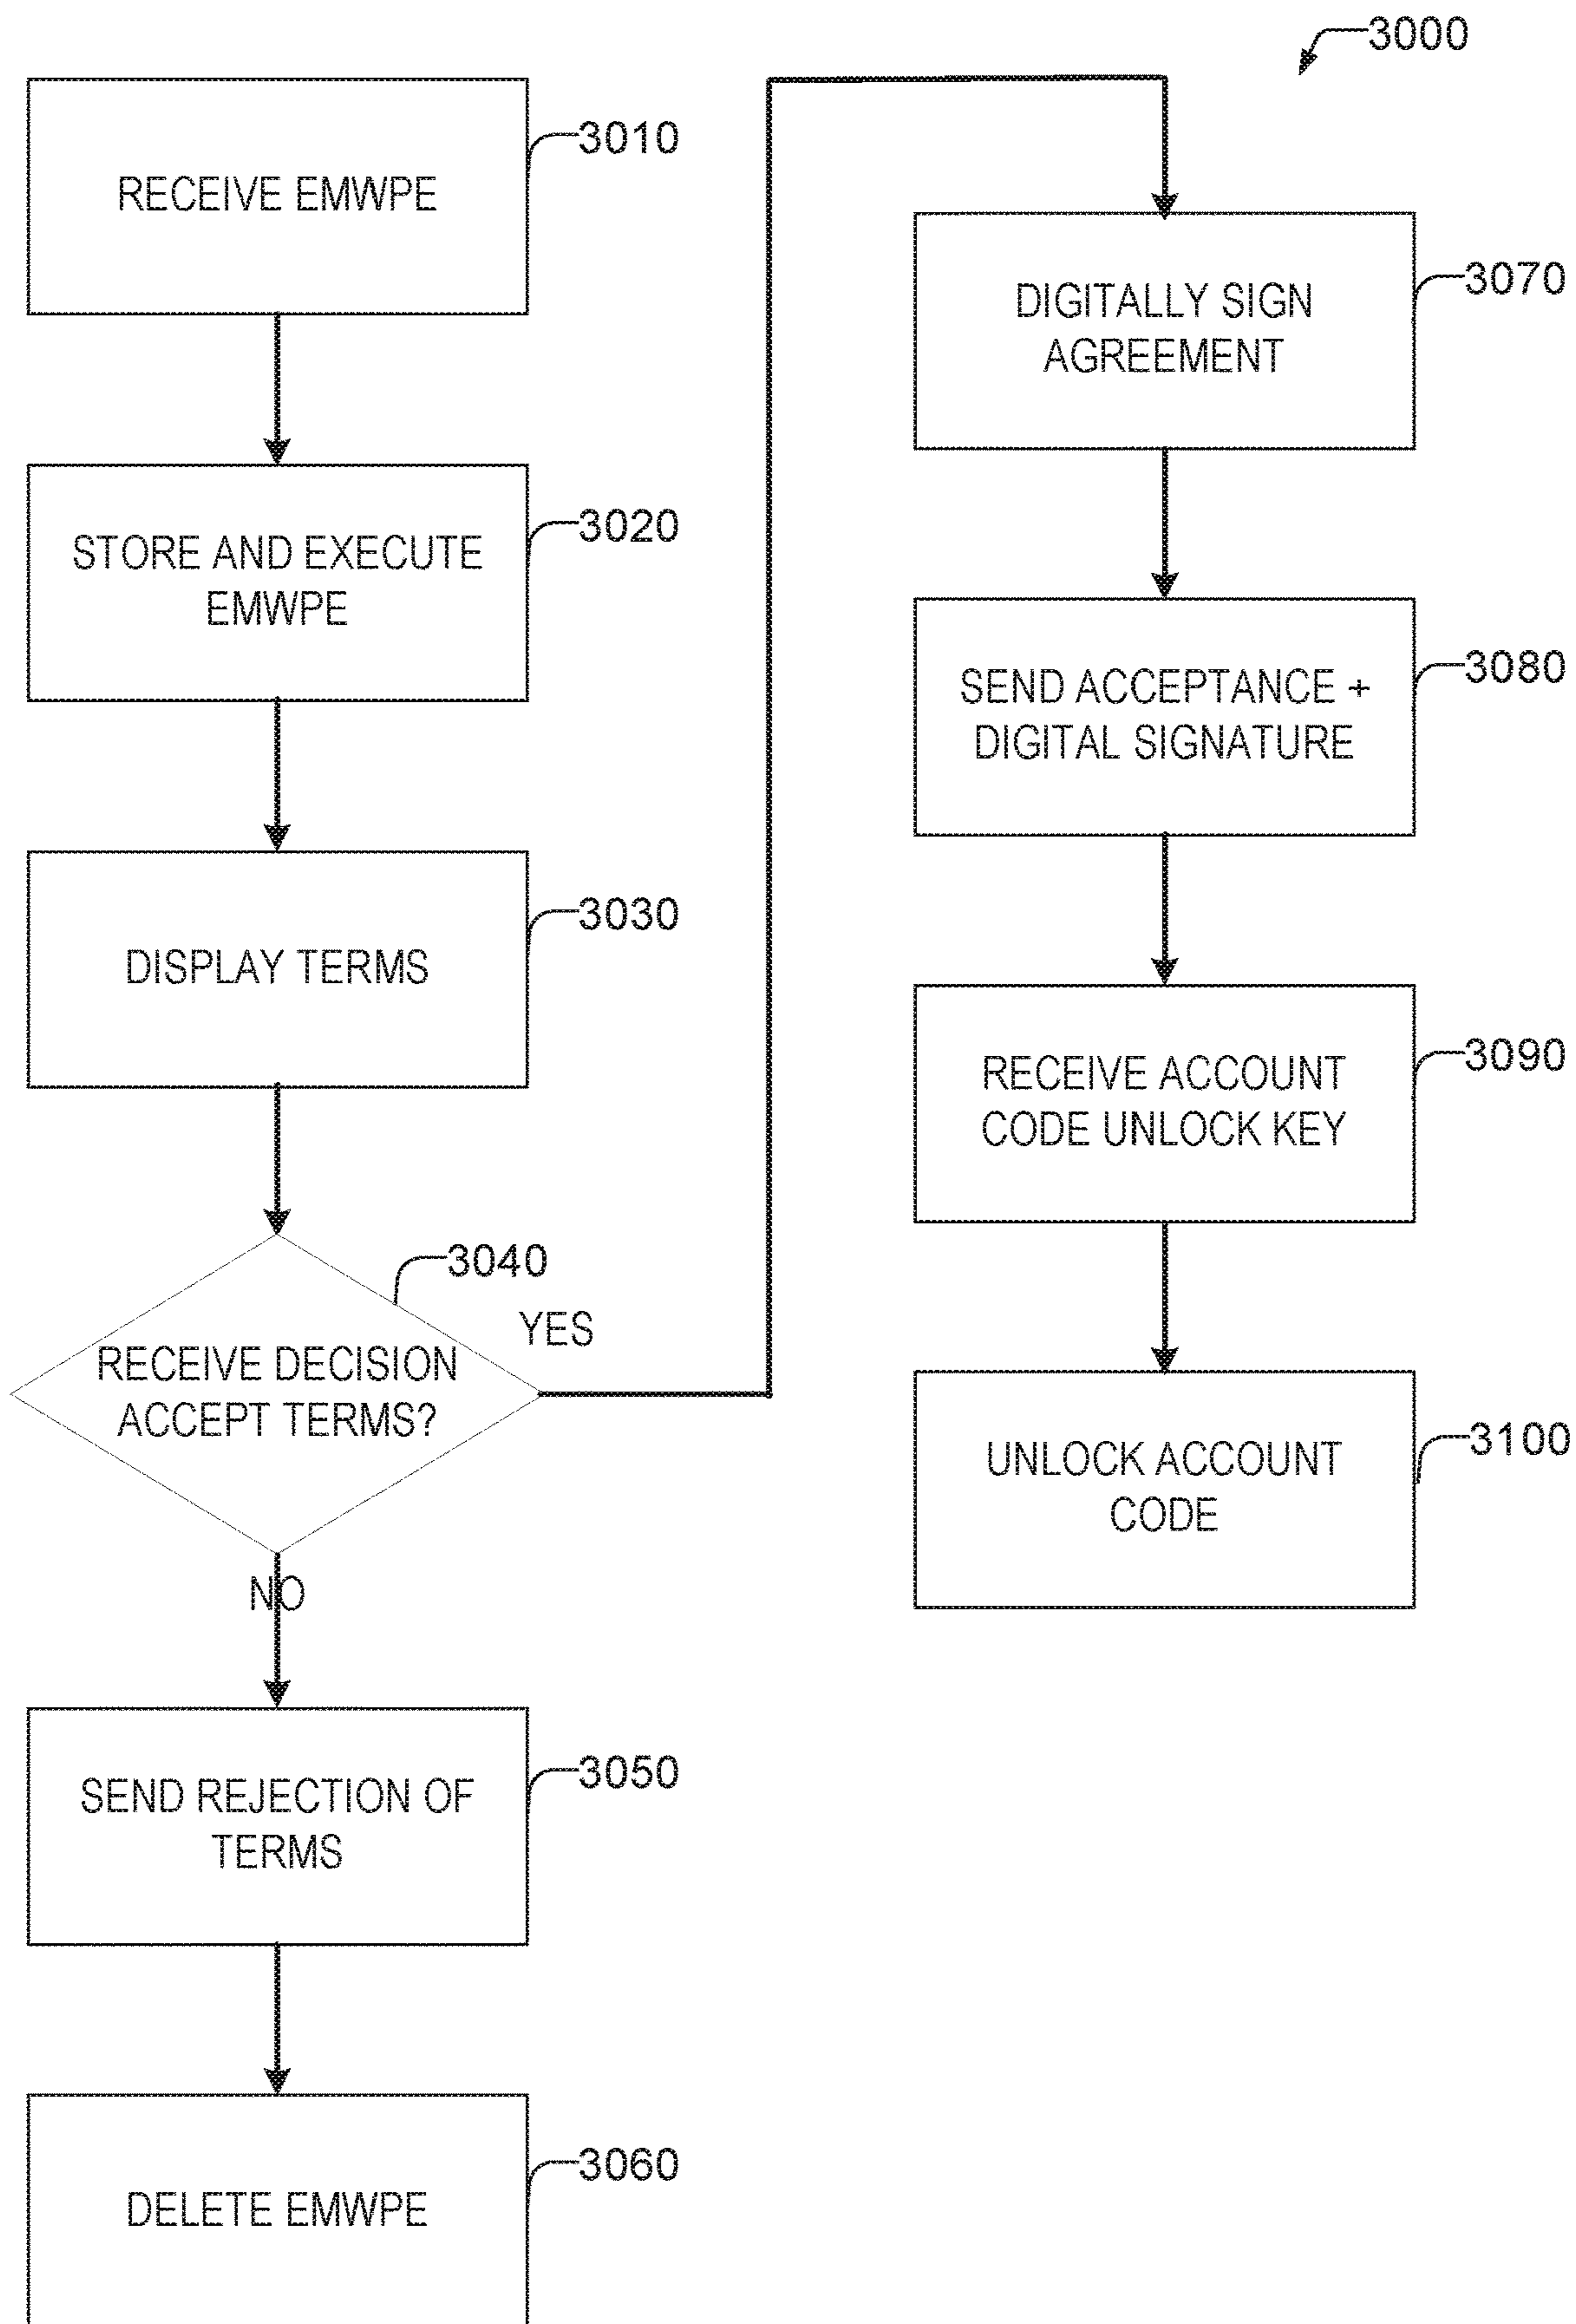 3000
3010
RECEIVE EMWPE
3020
STORE AND EXECUTE
EMWPE
3030
DISPLAY TERMS
3040
YES
RECEIVE DECISION
ACCEPT TERMS?
NO
3050
SEND REJECTION OF
TERMS
3060
DELETE EMWPE
3070
DIGITALLY SIGN
AGREEMENT
3080
SEND ACCEPTANCE +
DIGITAL SIGNATURE
3090
RECEIVE ACCOUNT
CODE UNLOCK KEY
3100
UNLOCK ACCOUNT
CODE